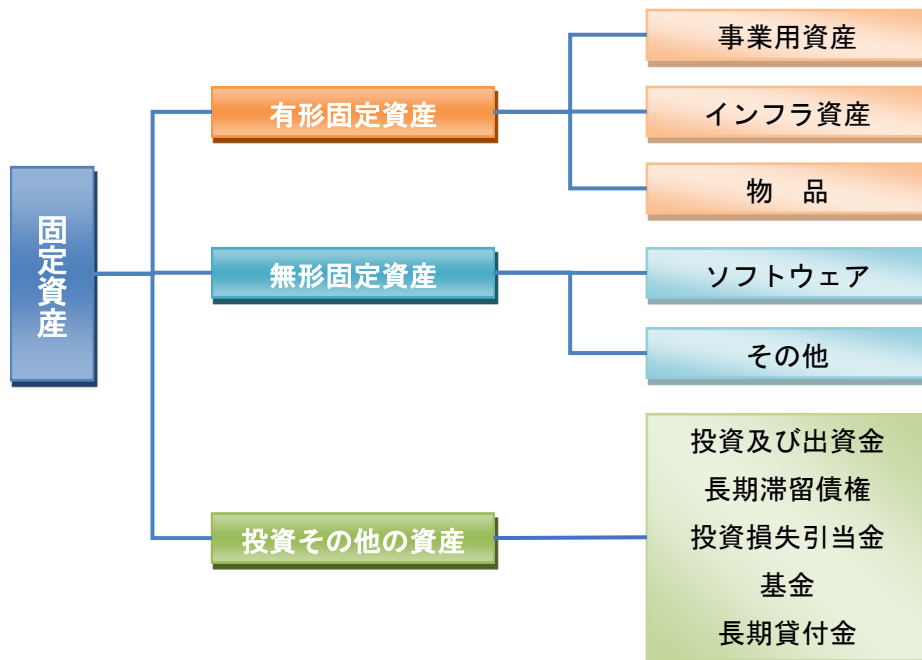 固定資産
有形固定資産
事業用資産
インフラ資産
物　品
無形固定資産
ソフトウェア
その他
投資その他の資産
投資及び出資金
長期滞留債権
投資損失引当金
基金
長期貸付金